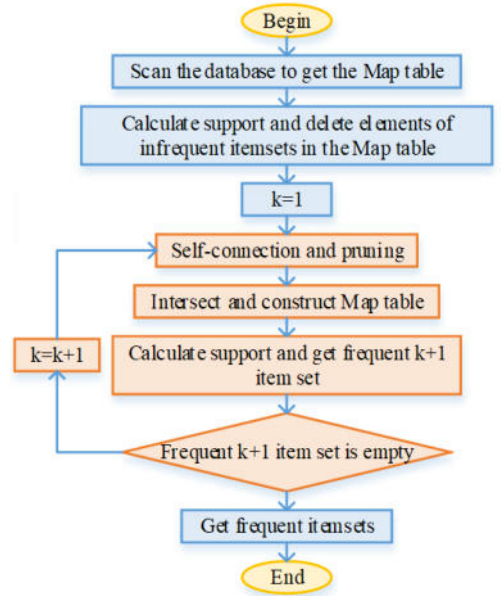 Begin
Scan the database to get the Map table
Calculate support and delete elements of
infrequent itemsets in the Map table
k=1
Self-connection and pruning
Intersect and construct Map table
k=k+1
Calculate support and get frequent k+1
item set
Frequent k+1 item set is empty
Get frequent itemsets
End